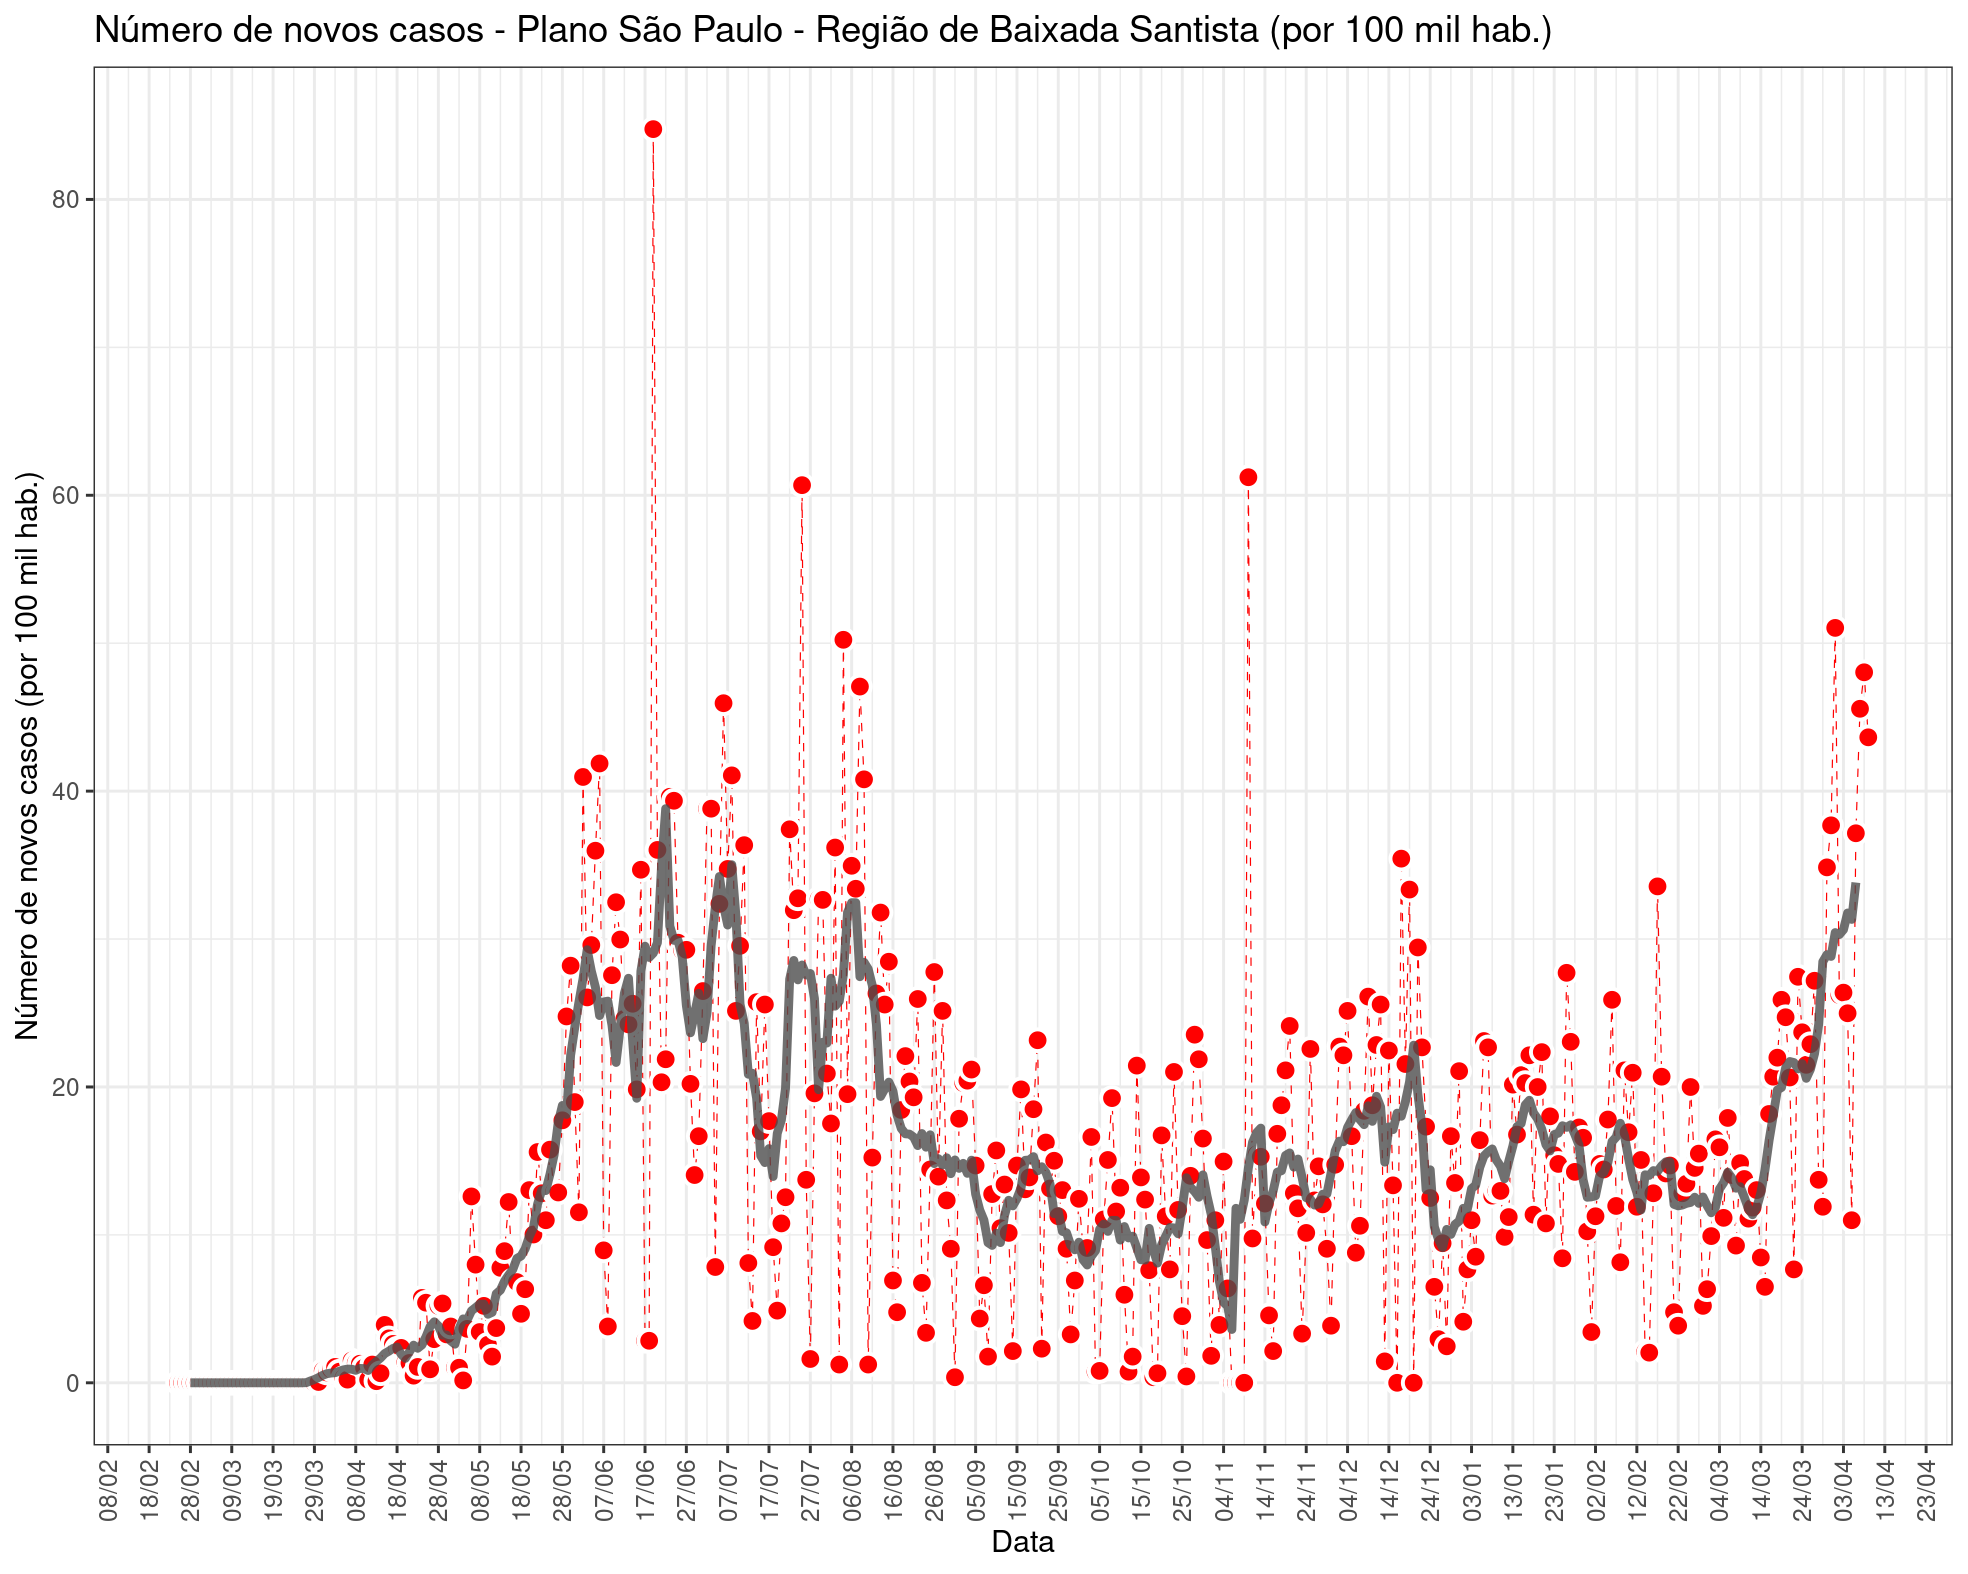 Número de novos casos - Plano São Paulo - Região de Baixada Santista (por 100 mil hab.)
Número de novos casos (por 100 mil hab.)
80
60
40
20
0
08/02 18/02 28/02 09/03 19/03 29/03 08/04 18/04 28/04 08/05 18/05 28/05 07/06 17/06 27/06 07/07 17/07 27/07 06/08 16/08 26/08 05/09 15/09 25/09 05/10 15/10 25/10 04/11 14/11 24/11 04/12 14/12 24/12 03/01 13/01 23/01 02/02 12/02 22/02 04/03 14/03 24/03 03/04 13/04 23/04
Data